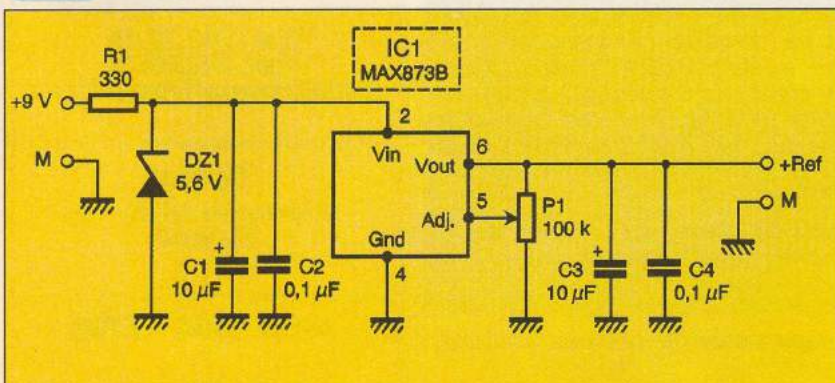 R1
330
+9 V
M
DZ1
5,6 V
C1
+
10 µF
C2
0,1 µF
IC1
MAX873B
2
Vin
Vout
6
Adj.
5
Gnd
4
P1
100 k
+
C3
10 µF
C4
0,1 µF
+Ref
M